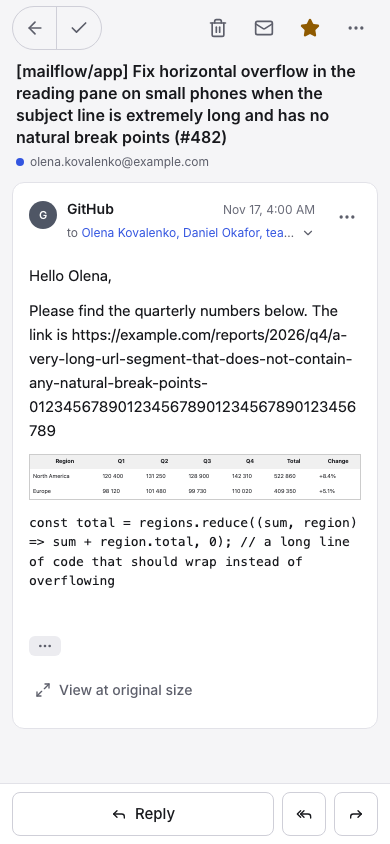 [mailflow/app] Fix horizontal overflow in the
reading pane on small phones when the
subject line is extremely long and has no
natural break points (#482)
olena.kovalenko@example.com
G
GitHub
Nov 17, 4:00 AM
to Olena Kovalenko, Daniel Okafor, tea...
Hello Olena,
Please find the quarterly numbers below. The
link is https://example.com/reports/2026/q4/a-
very-long-url-segment-that-does-not-contain-
any-natural-break-points-
0123456789012345678901234567890123456
789
Region Q1 Q2 Q3 Q4 Total Change
North America 120 400 131 250 128 900 142 310 522 860 +8.4%
Europe 98 120 101 480 99 730 110 020 409 350 +5.1%
const total = regions.reduce((sum, region)
=> sum + region.total, 0); // a long line
of code that should wrap instead of
overflowing
View at original size
Reply